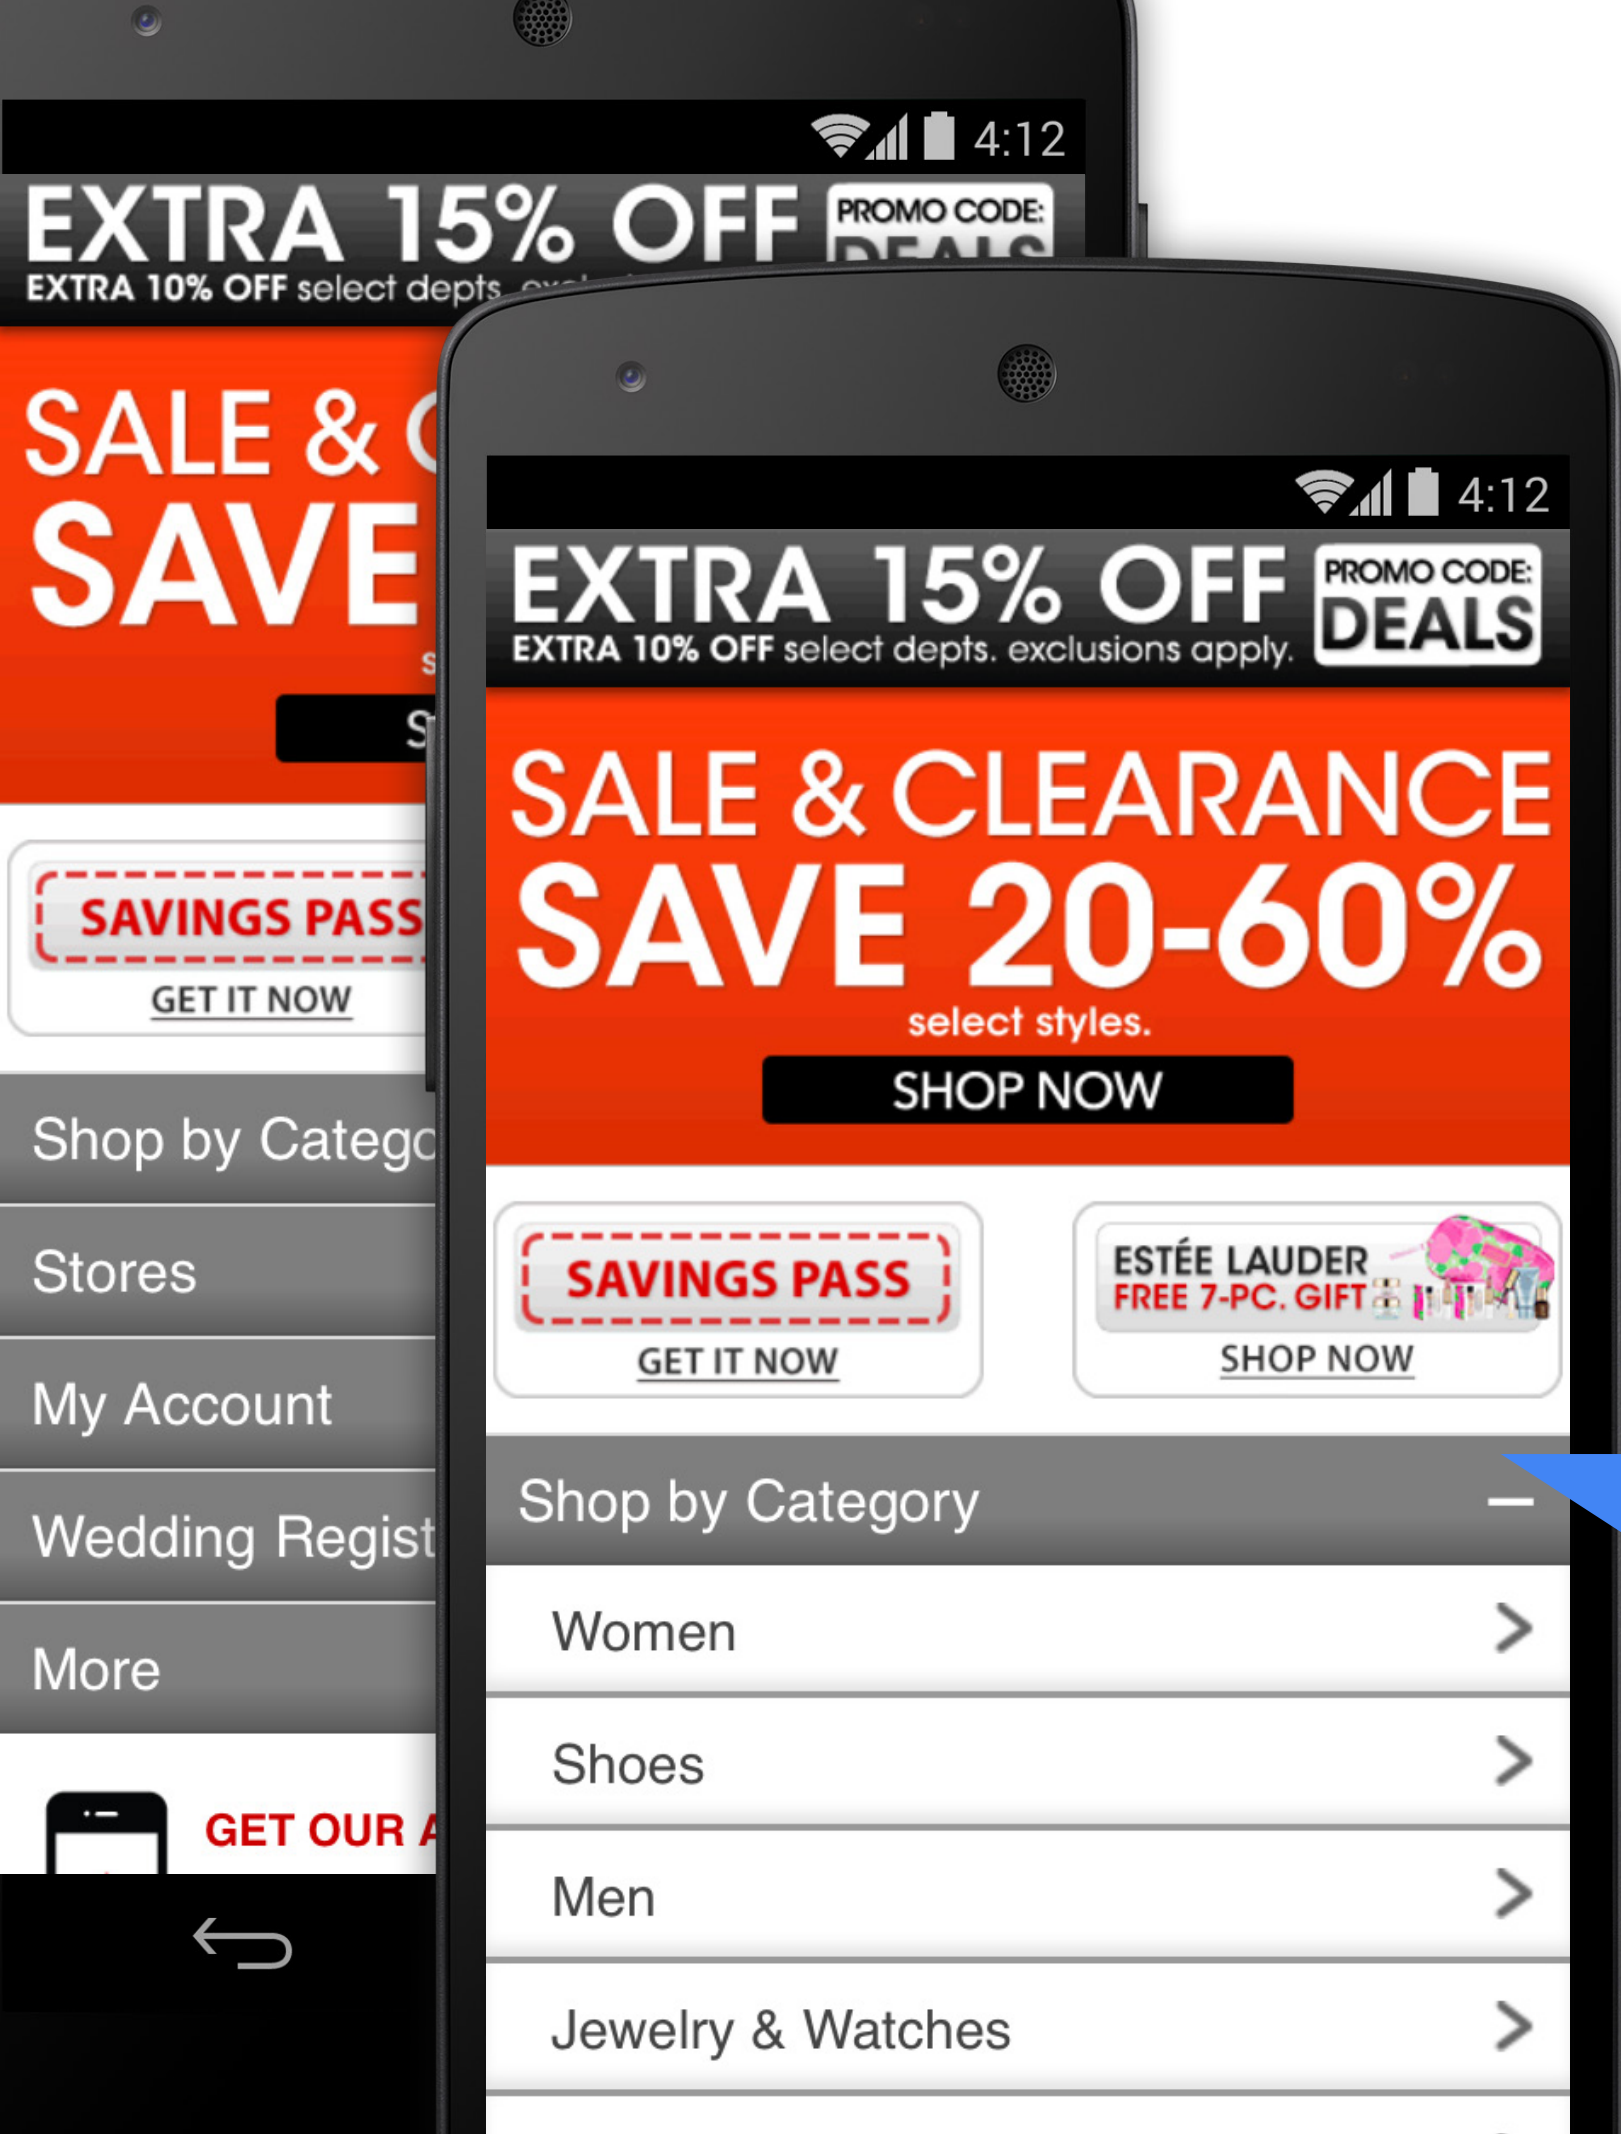 4:12
EXTRA 15% OFF
PROMO CODE:
DEALS
EXTRA 10% OFF select depts.
SALE &
SAVE
SAVINGS PASS
GET IT NOW
Shop by
Stores
My Account
Wedding
More
GET OUR
4:12
EXTRA 15% OFF
PROMO CODE:
DEALS
EXTRA 10% OFF select depts. exclusions apply.
SALE & CLEARANCE
SAVE 20-60%
select styles.
SHOP NOW
SAVINGS PASS
GET IT NOW
ESTÉE LAUDER
FREE 7-PC. GIFT
SHOP NOW
Shop by Category
Women
Shoes
Men
Jewelry & Watches